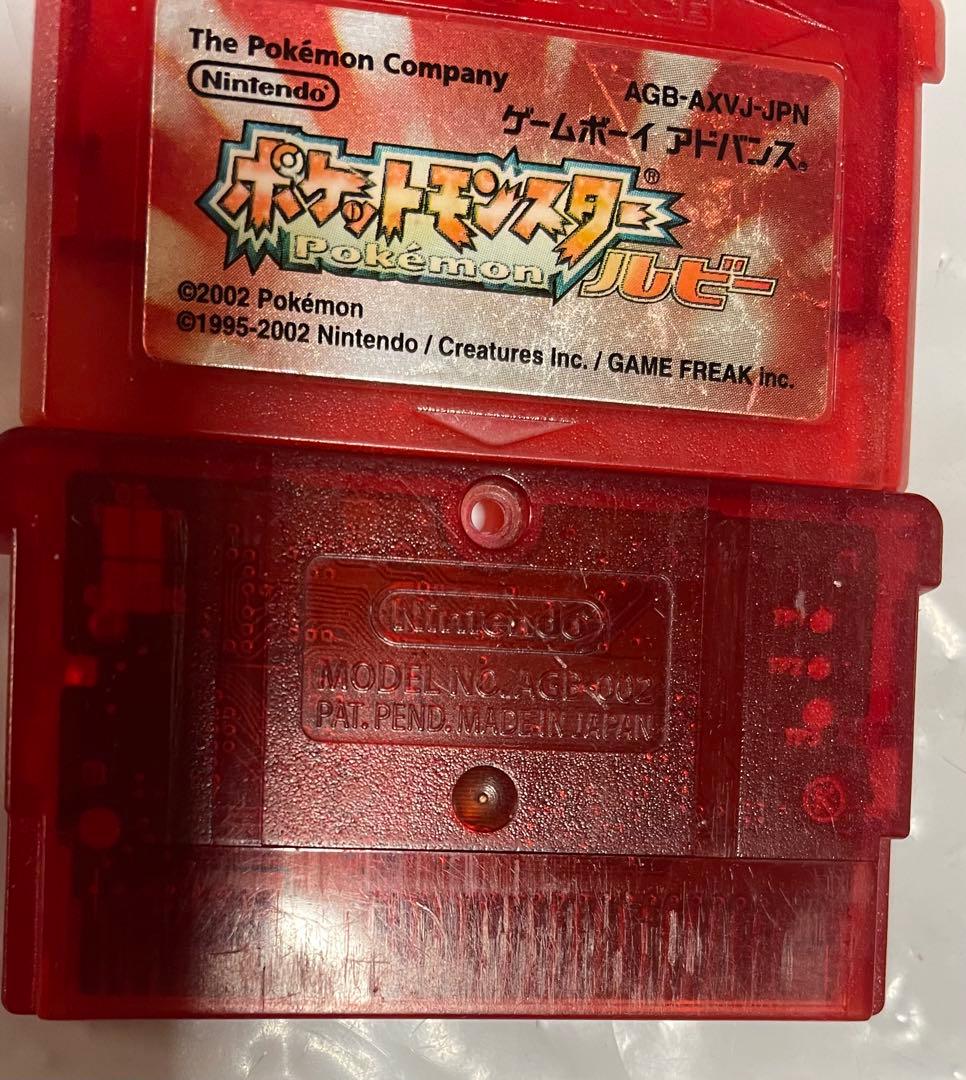 The Pokémon Company
Nintendo®
AGB-AXVJ-JPN
ゲームボーイ アドバンス®
ポケットモンスター®
Pokémon
ルビー
©2002 Pokémon
©1995-2002 Nintendo / Creatures Inc. / GAME FREAK inc.
Nintendo®
MODEL NO. AGB-002
PAT. PEND. MADE IN JAPAN